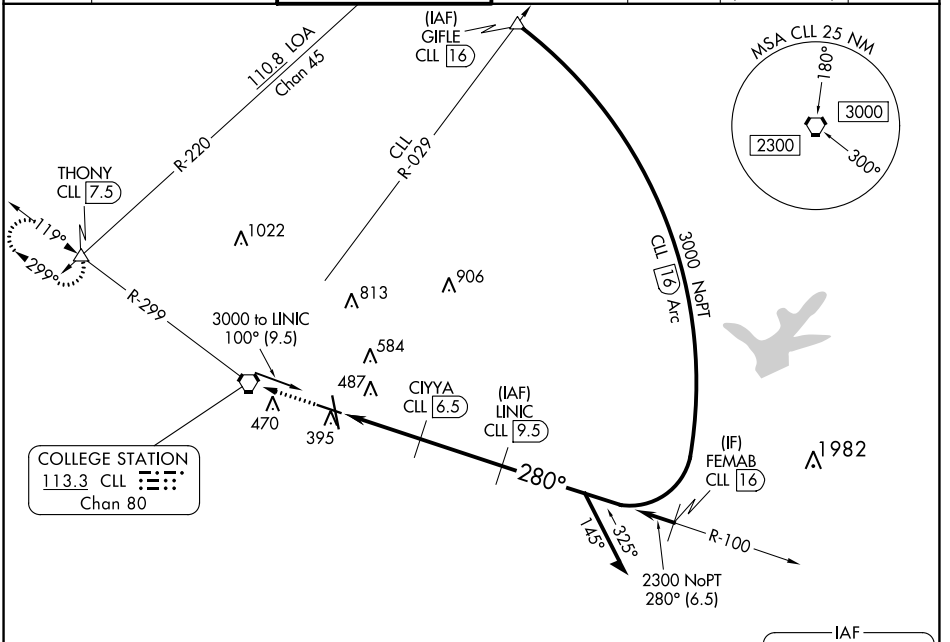 110.8 LOA
Chan 45
R-220
(IAF)
GIFLE
CLL 16
MSA CLL 25 NM
180°
3000
2300
300°
CLL
R-029
THONY
CLL 7.5
119°
299°
1022
R-299
813
906
3000 NoPT
CLL 16 Arc
3000 to LINIC
100° (9.5)
584
487
CIYYA
CLL 6.5
(IAF)
LINIC
CLL 9.5
470
395
280°
(IF)
FEMAB
CLL 16
1982
COLLEGE STATION
113.3 CLL
Chan 80
145°
325°
R-100
2300 NoPT
280° (6.5)
IAF